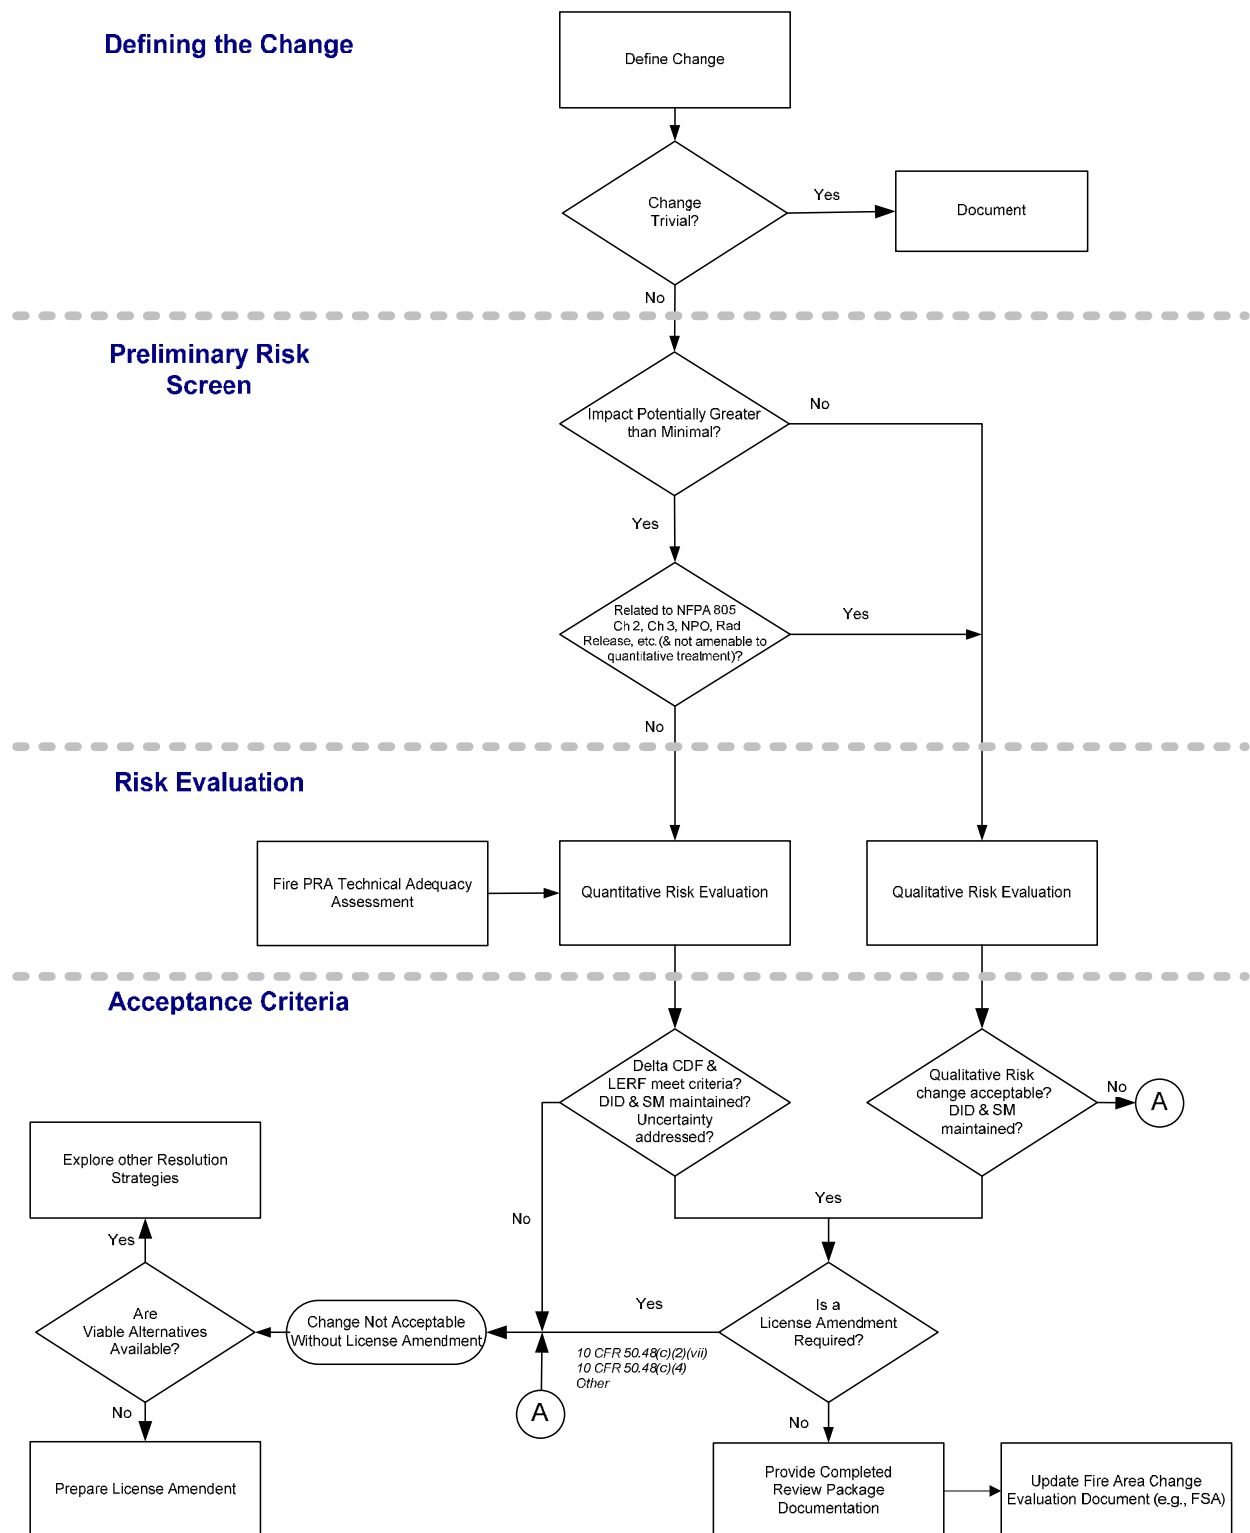 Defining the Change
Define Change
Change
Trivial?
Yes
Document
No
Preliminary Risk
Screen
Impact Potentially Greater
than Minimal?
No
Yes
Related to NFPA 805
Ch 2, Ch 3, NPO, Rad
Release, etc.(& not amenable to
quantitative treatment)?
Yes
No
Risk Evaluation
Fire PRA Technical Adequacy
Assessment
Quantitative Risk Evaluation
Qualitative Risk Evaluation
Acceptance Criteria
Delta CDF &
LERF meet criteria?
DID & SM maintained?
Uncertainty
addressed?
Qualitative Risk
change acceptable?
DID & SM
maintained?
No
A
Explore other Resolution
Strategies
Yes
No
Yes
Are
Viable Alternatives
Available?
Change Not Acceptable
Without License Amendment
Yes
Is a
License Amendment
Required?
10 CFR 50.48(c)(2)(vii)
10 CFR 50.48(c)(4)
Other
A
No
No
Prepare License Amendent
Provide Completed
Review Package
Documentation
Update Fire Area Change
Evaluation Document (e.g., FSA)